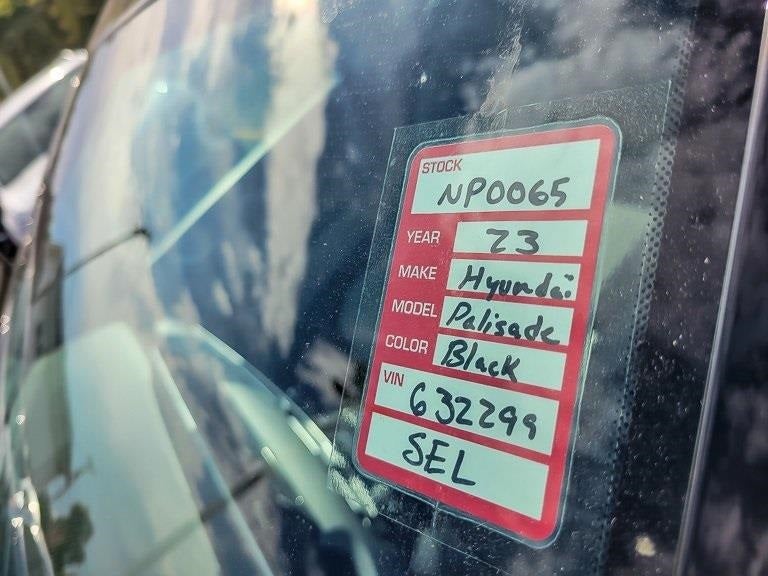 STOCK
NP0065
YEAR 23
MAKE Hyundai
MODEL Palisade
COLOR Black
VIN
632299
SEL